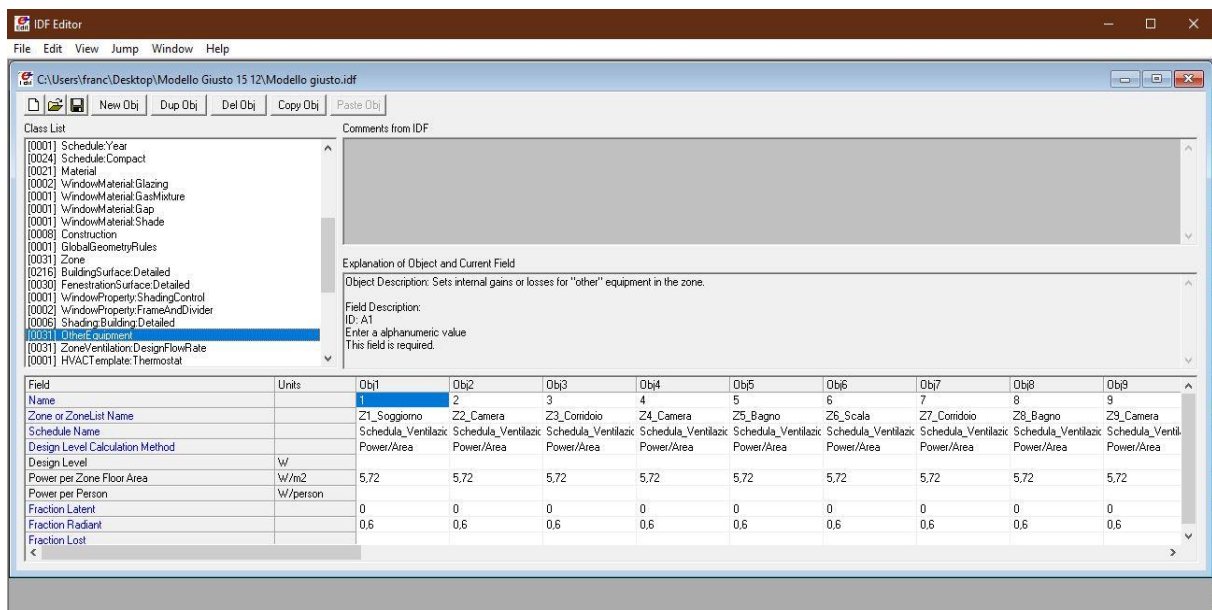 IDF Editor
File Edit View Jump Window Help
C:\Users\franc\Desktop\Modello Giusto 15 12\Modello giusto.idf
New Obj Dup Obj Del Obj Copy Obj Paste Obj
Class List Comments from IDF
[0001] Schedule:Year
[0024] Schedule:Compact
[0021] Material
[0002] WindowMaterial:Glazing
[0001] WindowMaterial:GasMixture
[0001] WindowMaterial:Gap
[0001] WindowMaterial:Shade
[0008] Construction
[0001] GlobalGeometryRules
[0031] Zone
[0216] BuildingSurface:Detailed
[0030] FenestrationSurface:Detailed
[0001] WindowProperty:ShadingControl
[0002] WindowProperty:FrameAndDivider
[0006] Shading:Building:Detailed
[0031] OtherEquipment
[0031] ZoneVentilation:DesignFlowRate
[0001] HVACTemplate:Thermostat
Explanation of Object and Current Field
Object Description: Sets internal gains or losses for "other" equipment in the zone.
Field Description:
ID: A1
Enter a alphanumeric value
This field is required.
Field Units Obj1 Obj2 Obj3 Obj4 Obj5 Obj6 Obj7 Obj8 Obj9
Name 1 2 3 4 5 6 7 8 9
Zone or ZoneList Name Z1_Soggiorno Z2_Camera Z3_Corridoio Z4_Camera Z5_Bagno Z6_Scala Z7_Corridoio Z8_Bagno Z9_Camera
Schedule Name Schedula_Ventilazic Schedula_Ventilazic Schedula_Ventilazic Schedula_Ventilazic Schedula_Ventilazic Schedula_Ventilazic Schedula_Ventilazic Schedula_Ventilazic Schedula_Ventil
Design Level Calculation Method Power/Area Power/Area Power/Area Power/Area Power/Area Power/Area Power/Area Power/Area Power/Area
Design Level W
Power per Zone Floor Area W/m2 5,72 5,72 5,72 5,72 5,72 5,72 5,72 5,72 5,72
Power per Person W/person
Fraction Latent 0 0 0 0 0 0 0 0 0
Fraction Radiant 0,6 0,6 0,6 0,6 0,6 0,6 0,6 0,6 0,6
Fraction Lost